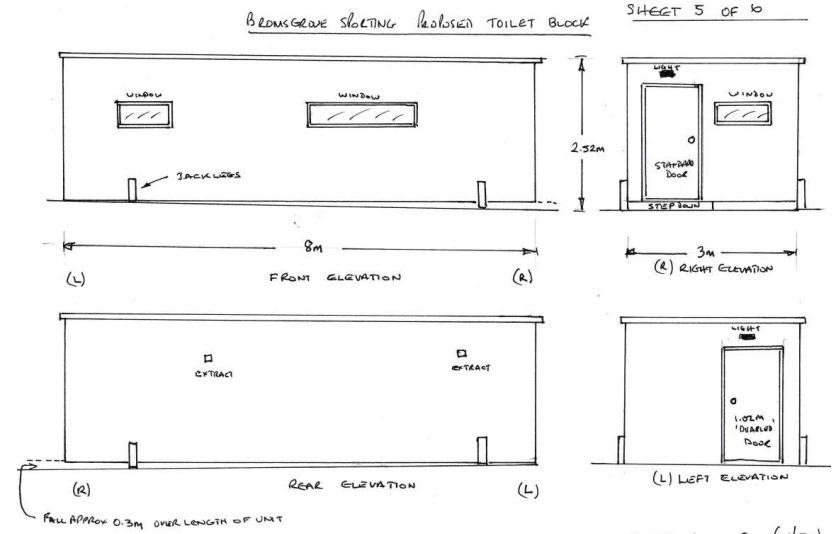 BROMSGROVE SPORTING PROPOSED TOILET BLOCK
SHEET 5 OF 6
WINDOW
WINDOW
JACK LEGS
2.52m
8m
(L)
FRONT ELEVATION
(R)
LIGHT
WINDOW
STANDARD
DOOR
STEP DOWN
3m
(R) RIGHT ELEVATION
EXTRACT
EXTRACT
(R)
REAR ELEVATION
(L)
FALL APPROX 0.3m OVER LENGTH OF UNIT
LIGHT
1.02M
DISABLED
DOOR
(L) LEFT ELEVATION